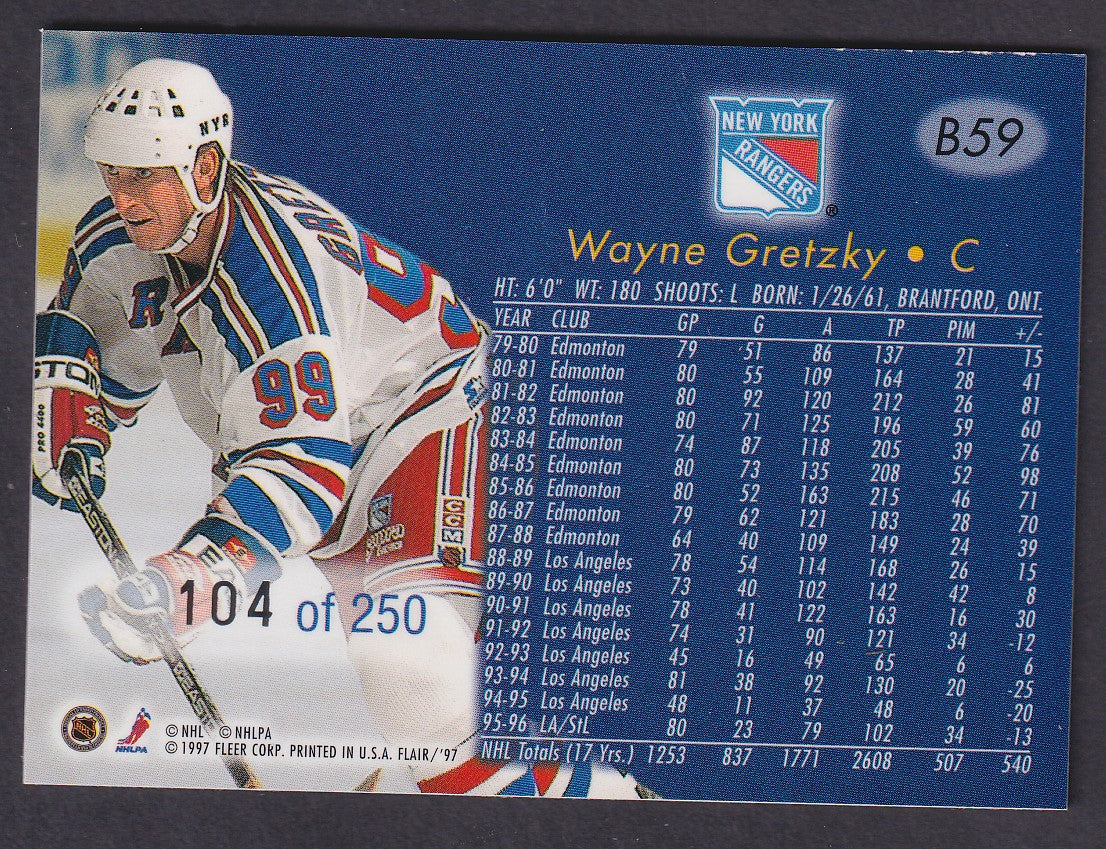 NYR
GRETZ
R
99
99
STON
PRO 4400
EASTON
CCM
104 of 250
NEW YORK
RANGERS
®
B59
Wayne Gretzky • C
HT: 6'0" WT: 180 SHOOTS: L BORN: 1/26/61, BRANTFORD, ONT.
YEAR CLUB GP G A TP PIM +/-
79-80 Edmonton 79 51 86 137 21 15
80-81 Edmonton 80 55 109 164 28 41
81-82 Edmonton 80 92 120 212 26 81
82-83 Edmonton 80 71 125 196 59 60
83-84 Edmonton 74 87 118 205 39 76
84-85 Edmonton 80 73 135 208 52 98
85-86 Edmonton 80 52 163 215 46 71
86-87 Edmonton 79 62 121 183 28 70
87-88 Edmonton 64 40 109 149 24 39
88-89 Los Angeles 78 54 114 168 26 15
89-90 Los Angeles 73 40 102 142 42 8
90-91 Los Angeles 78 41 122 163 16 30
91-92 Los Angeles 74 31 90 121 34 -12
92-93 Los Angeles 45 16 49 65 6 6
93-94 Los Angeles 81 38 92 130 20 -25
94-95 Los Angeles 48 11 37 48 6 -20
95-96 LA/StL 80 23 79 102 34 -13
NHL Totals (17 Yrs.) 1253 837 1771 2608 507 540
EASTON
NHL
NHLPA
© NHL © NHLPA
© 1997 FLEER CORP. PRINTED IN U.S.A. FLAIR/'97